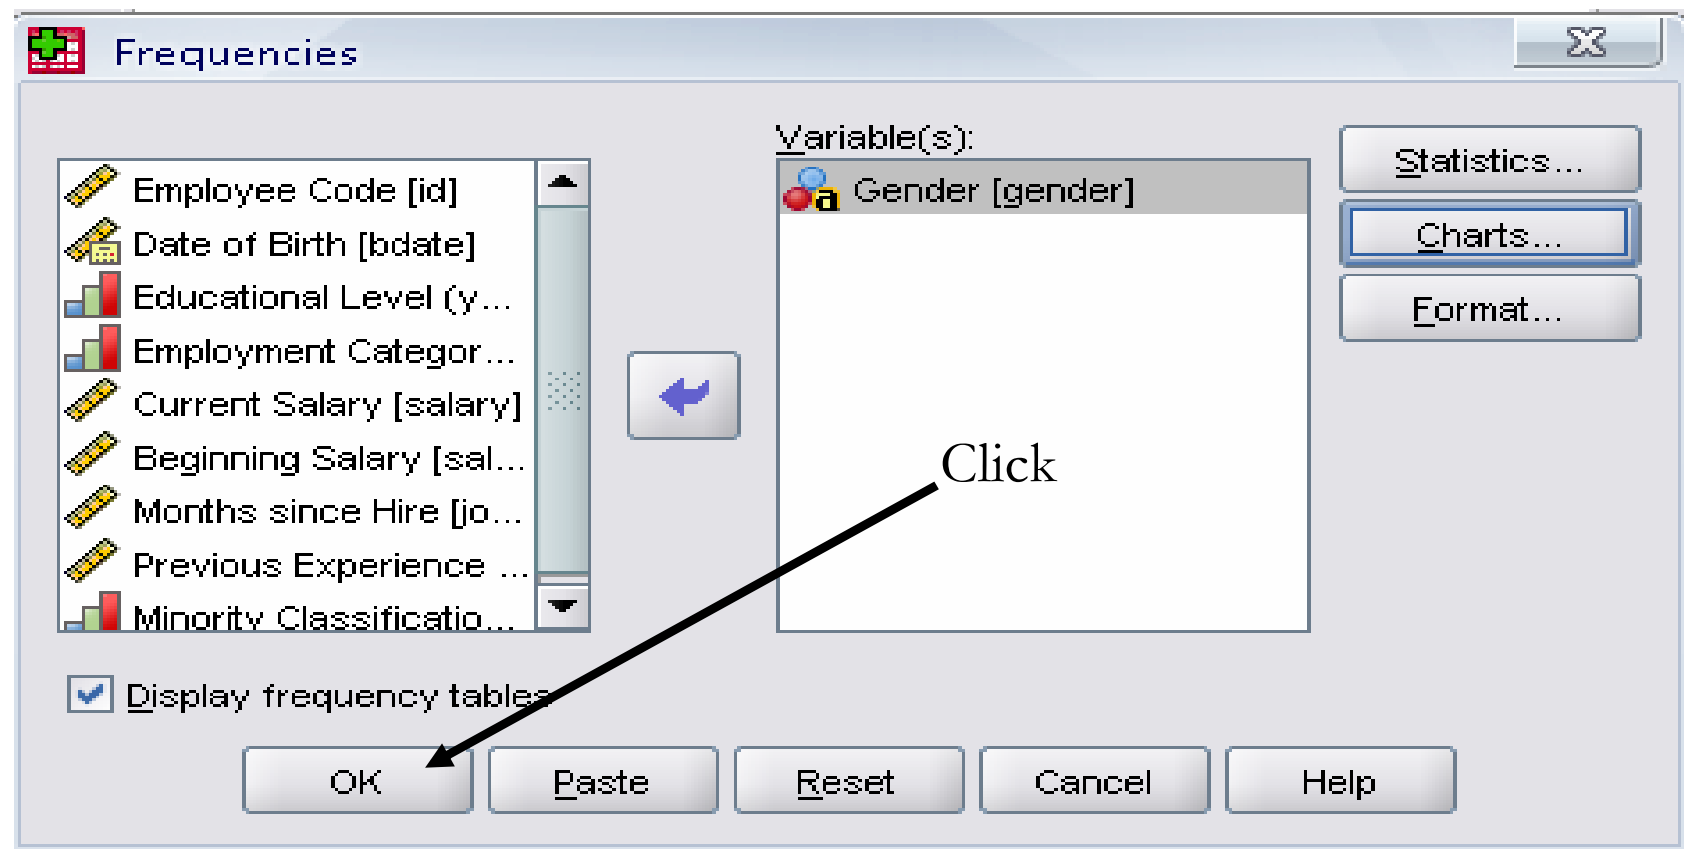 Frequencies
Variable(s):
Employee Code [id]
Date of Birth [bdate]
Educational Level (y...
Employment Categor...
Current Salary [salary]
Beginning Salary [sal...
Months since Hire [jo...
Previous Experience ...
Minority Classificatio...
Gender [gender]
Statistics...
Charts...
Format...
Click
Display frequency tables
OK
Paste
Reset
Cancel
Help